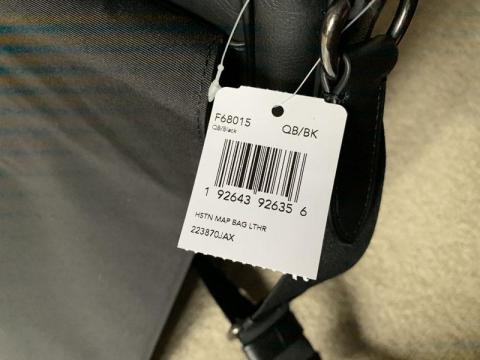 F68015 QB/BK
QB/Black
1 92643 92635 6
HSTN MAP BAG LTHR
223870JAX